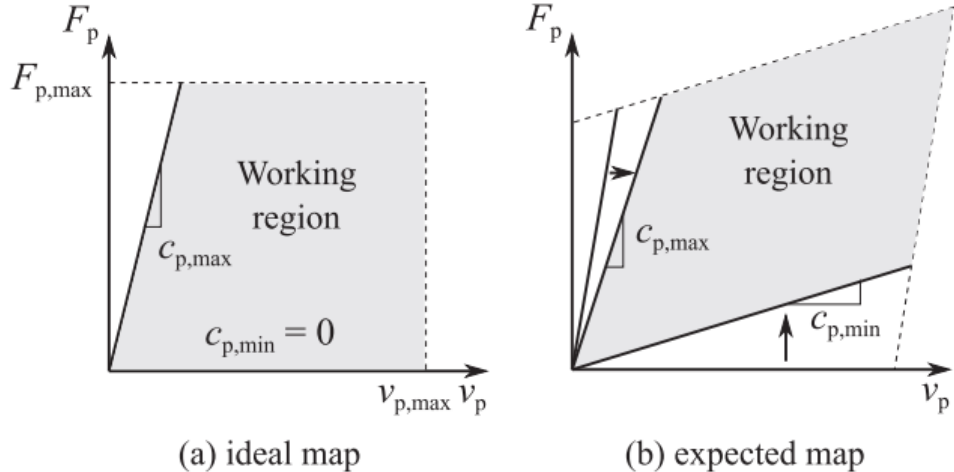 F_p
F_p,max
Working
region
c_p,max
c_p,min = 0
v_p,max v_p
(a) ideal map
F_p
Working
region
c_p,max
c_p,min
v_p
(b) expected map